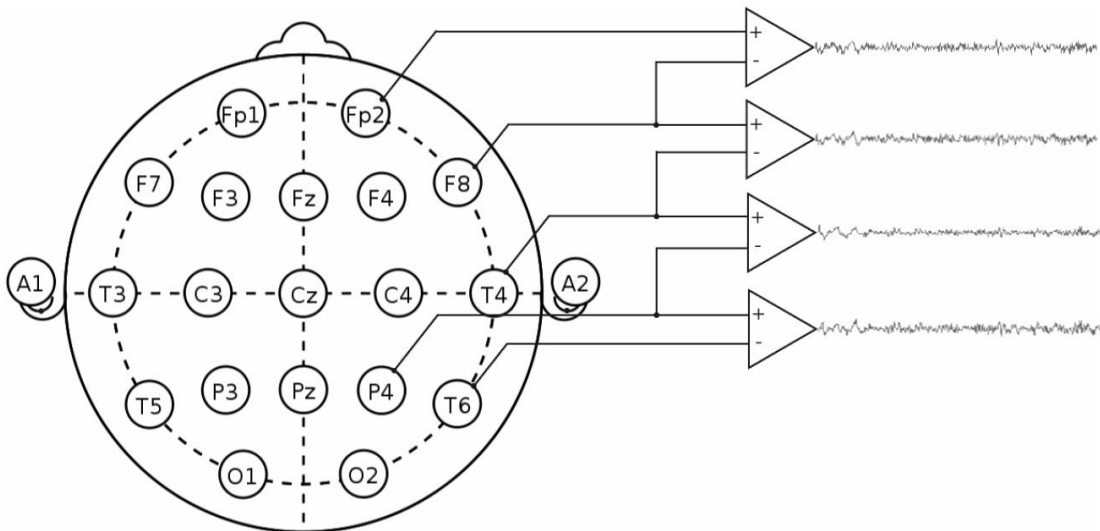 +
-
Fp1 Fp2
+
-
F7 F3 Fz F4 F8
+
-
A1 T3 C3 Cz C4 T4 A2
+
-
T5 P3 Pz P4 T6
O1 O2